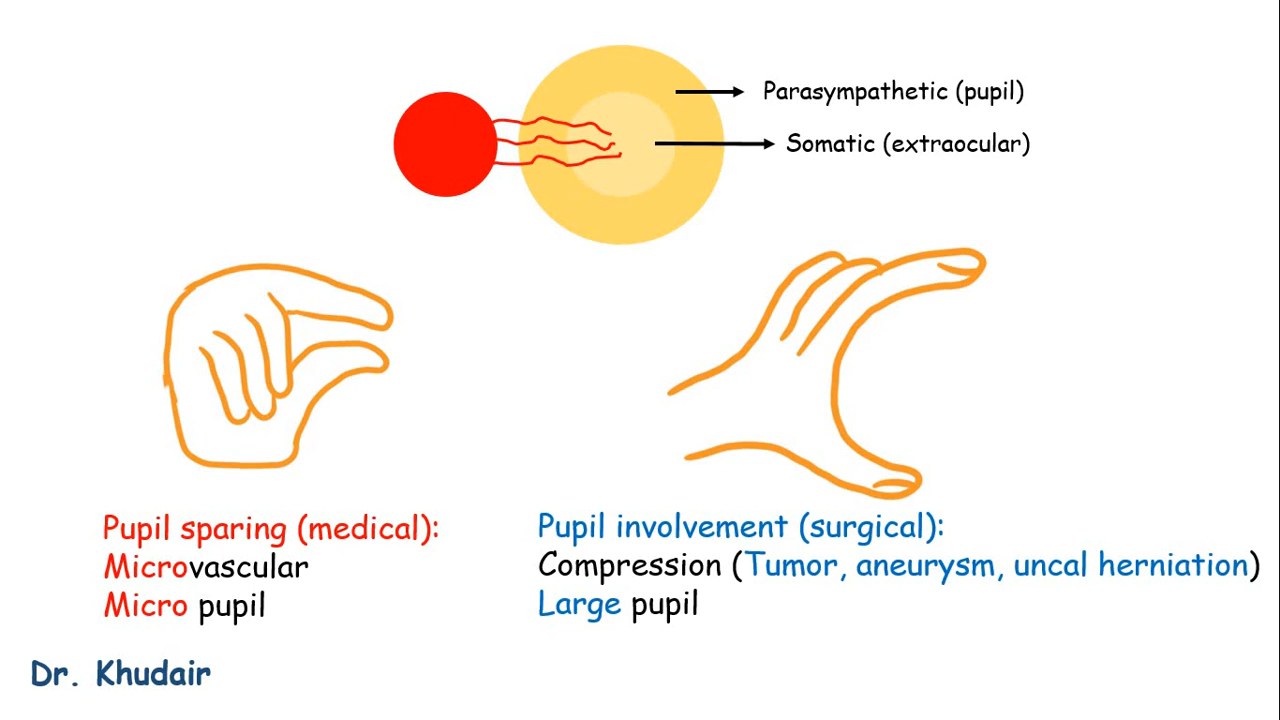 Parasympathetic (pupil)
Somatic (extraocular)
Pupil sparing (medical):
Microvascular
Micro pupil
Pupil involvement (surgical):
Compression (Tumor, aneurysm, uncal herniation)
Large pupil
Dr. Khudair